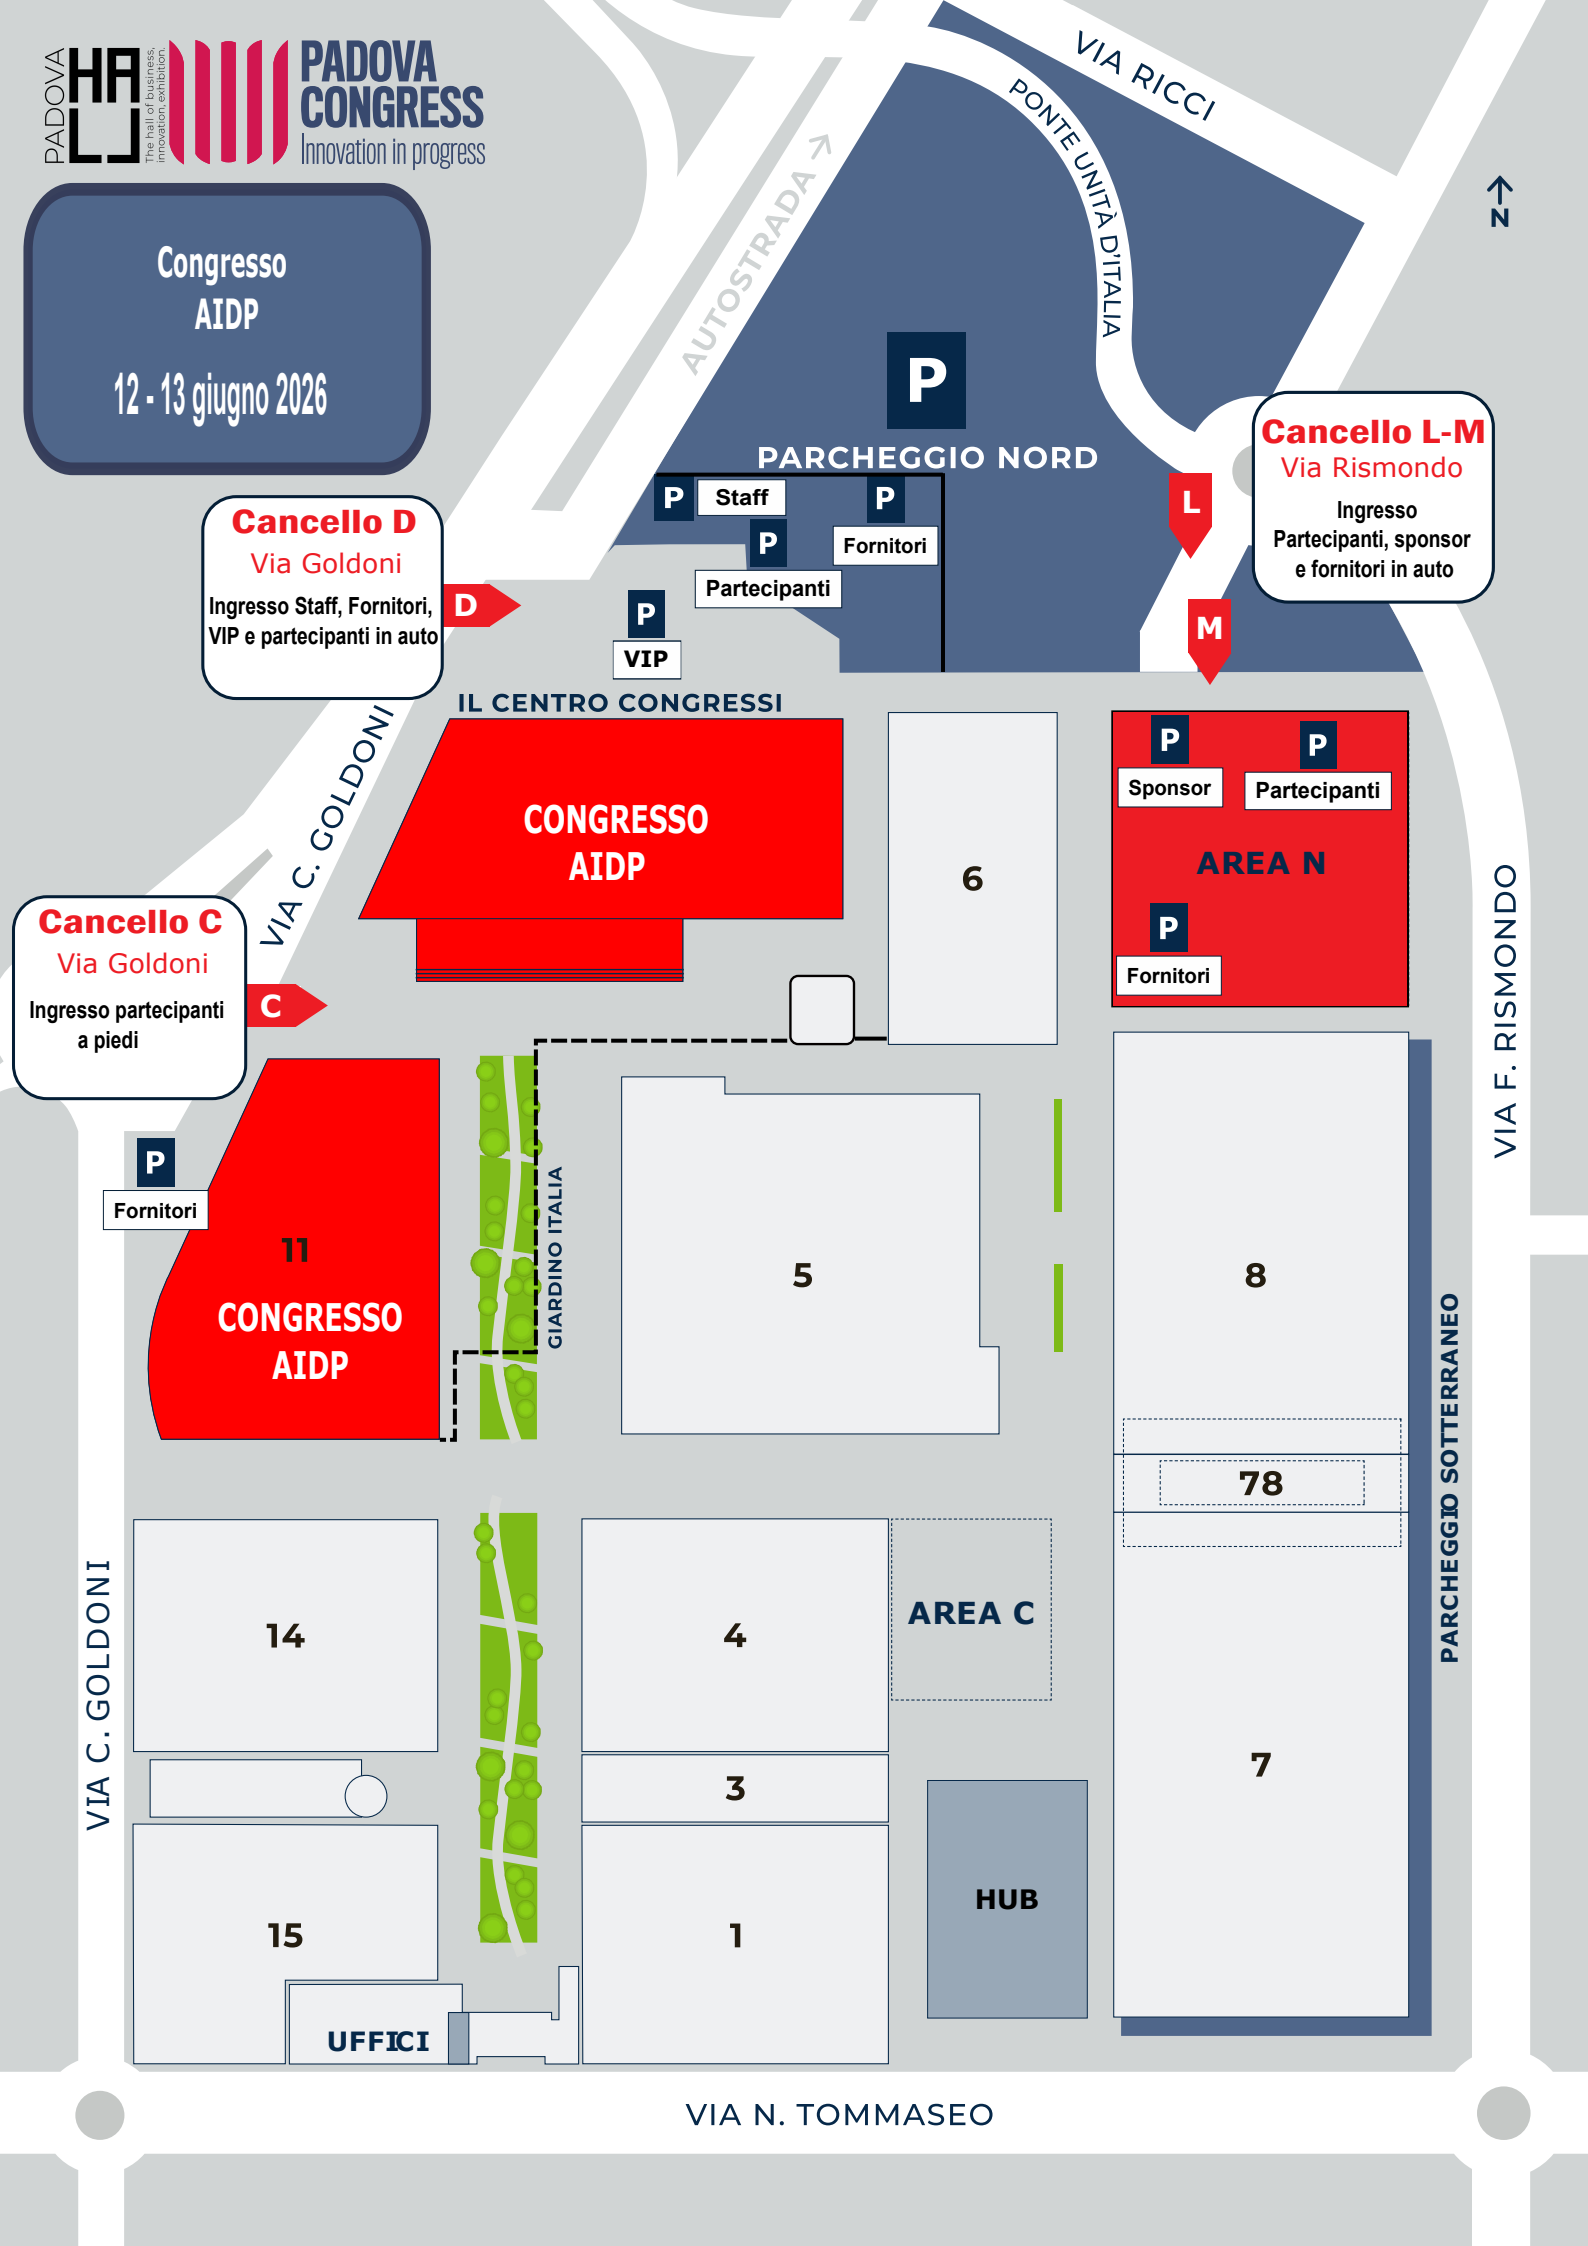 PADOVA
HALL
The hall of business,
innovation, exhibition.
PADOVA
CONGRESS
Innovation in progress
Congresso
AIDP
12 - 13 giugno 2026
VIA RICCI
PONTE UNITÀ D'ITALIA
AUTOSTRADA
N
P
PARCHEGGIO NORD
P Staff
P
Fornitori
P
Partecipanti
P
VIP
Cancello D
Via Goldoni
Ingresso Staff, Fornitori,
VIP e partecipanti in auto
D
Cancello L-M
Via Rismondo
Ingresso
Partecipanti, sponsor
e fornitori in auto
L
M
IL CENTRO CONGRESSI
CONGRESSO
AIDP
6
P
Sponsor
P
Partecipanti
AREA N
P
Fornitori
VIA C. GOLDONI
Cancello C
Via Goldoni
Ingresso partecipanti
a piedi
C
P
Fornitori
11
CONGRESSO
AIDP
GIARDINO ITALIA
5
8
VIA F. RISMONDO
PARCHEGGIO SOTTERRANEO
78
14
4
AREA C
VIA C. GOLDONI
3
7
15
1
HUB
UFFICI
VIA N. TOMMASEO